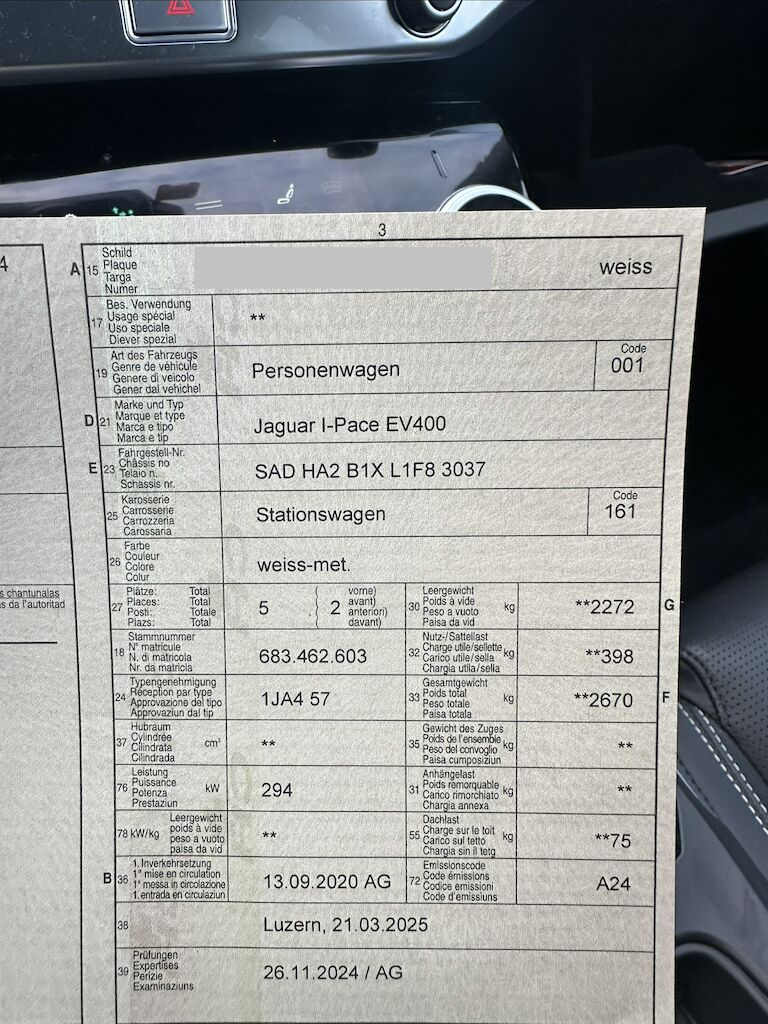 3
4
A 15 Schild
Plaque
Targa
Numer
weiss
17 Bes. Verwendung
Usage spécial
Uso speciale
Diever spezial
**
19 Art des Fahrzeugs
Genre de véhicule
Genere di veicolo
Gener dal vehichel
Personenwagen
Code
001
D 21 Marke und Typ
Marque et type
Marca e tipo
Marca e tip
Jaguar I-Pace EV400
E 23 Fahrgestell-Nr.
Châssis no
Telaio n.
Schassis nr.
SAD HA2 B1X L1F8 3037
25 Karosserie
Carrosserie
Carrozzeria
Carossaria
Stationswagen
Code
161
26 Farbe
Couleur
Colore
Colur
weiss-met.
s chantunalas
s da l'autoritad
27 Plätze: Total
Places: Total
Posti: Totale
Plazs: Total
5 ( 2 vorne)
avant)
anteriori)
davant)
30 Leergewicht
Poids à vide
Peso a vuoto
Paisa da vid
kg
**2272 G
18 Stammnummer
N° matricule
N. di matricola
Nr. da matricla
683.462.603
32 Nutz-/Sattellast
Charge utile/sellette
Carico utile/sella
Chargia utila/sella
kg
**398
24 Typengenehmigung
Réception par type
Approvazione del tipo
Approvaziun dal tip
1JA4 57
33 Gesamtgewicht
Poids total
Peso totale
Paisa totala
kg
**2670 F
37 Hubraum
Cylindrée
Cilindrata
Cilindrada
cm³
**
35 Gewicht des Zuges
Poids de l'ensemble
Peso del convoglio
Paisa cumposiziun
kg
**
76 Leistung
Puissance
Potenza
Prestaziun
kW
294
31 Anhängelast
Poids remorquable
Carico rimorchiato
Chargia annexa
kg
**
78 kW/kg Leergewicht
poids à vide
peso a vuoto
paisa da vid
**
55 Dachlast
Charge sur le toit
Carico sul tetto
Chargia sin il tetg
kg
**75
B 36 1. Inverkehrsetzung
1re mise en circulation
1a messa in circolazione
1. entrada en circulaziun
13.09.2020 AG
72 Emissionscode
Code émissions
Codice emissioni
Code d'emissiuns
A24
38 Luzern, 21.03.2025
39 Prüfungen
Expertises
Perizie
Examinaziuns
26.11.2024 / AG